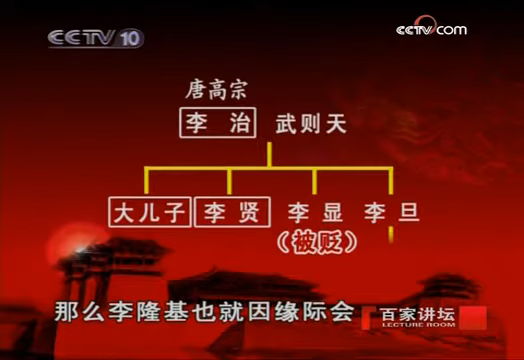 CCTV 10
CCTV.com
唐高宗
李 治 武则天
大儿子 李 贤 李 显 李 旦
（被贬）
那么李隆基也就因缘际会
百家讲坛
LECTURE ROOM